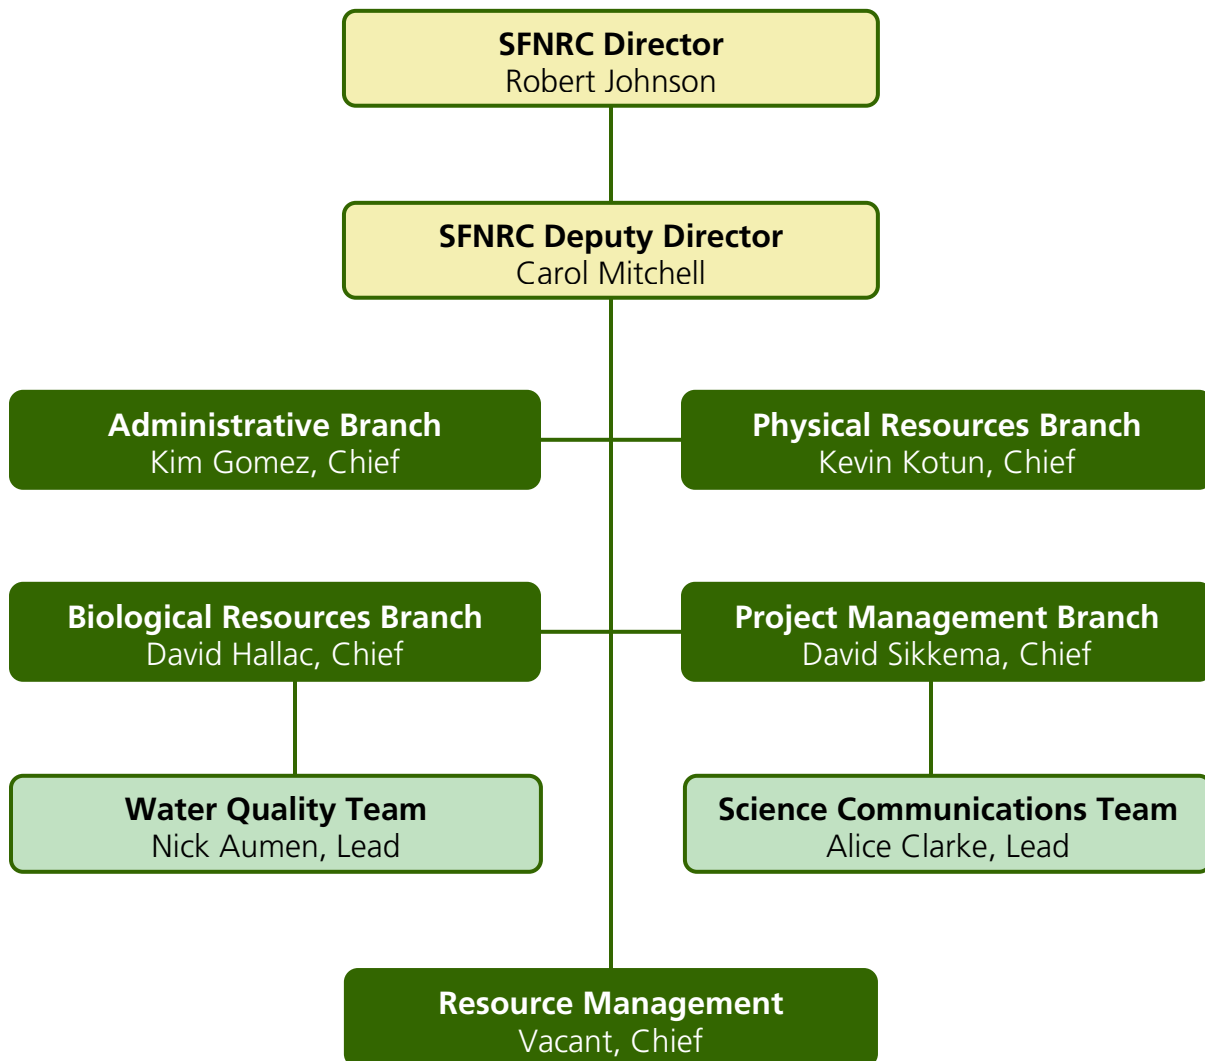 SFNRC Director
Robert Johnson
SFNRC Deputy Director
Carol Mitchell
Administrative Branch
Kim Gomez, Chief
Physical Resources Branch
Kevin Kotun, Chief
Biological Resources Branch
David Hallac, Chief
Project Management Branch
David Sikkema, Chief
Water Quality Team
Nick Aumen, Lead
Science Communications Team
Alice Clarke, Lead
Resource Management
Vacant, Chief